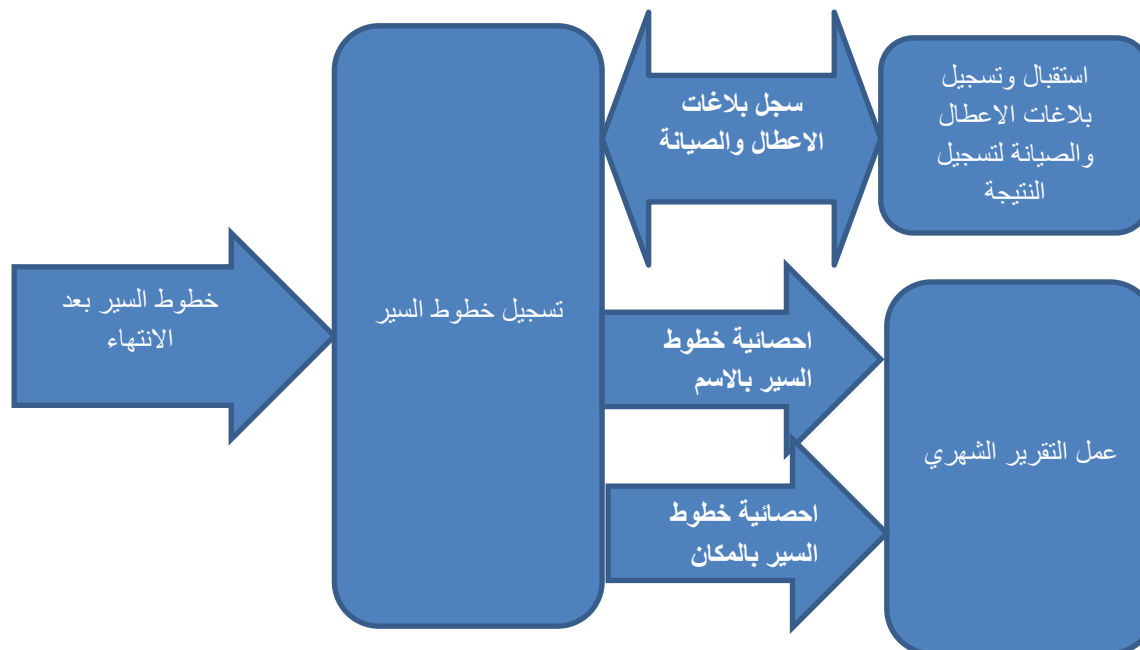 استقبال وتسجيل
بلاغات الاعطال
والصيانة لتسجيل
النتيجة
سجل بلاغات
الاعطال والصيانة
خطوط السير بعد
الانتهاء
تسجيل خطوط السير
احصائية خطوط
السير بالاسم
عمل التقرير الشهري
احصائية خطوط
السير بالمكان